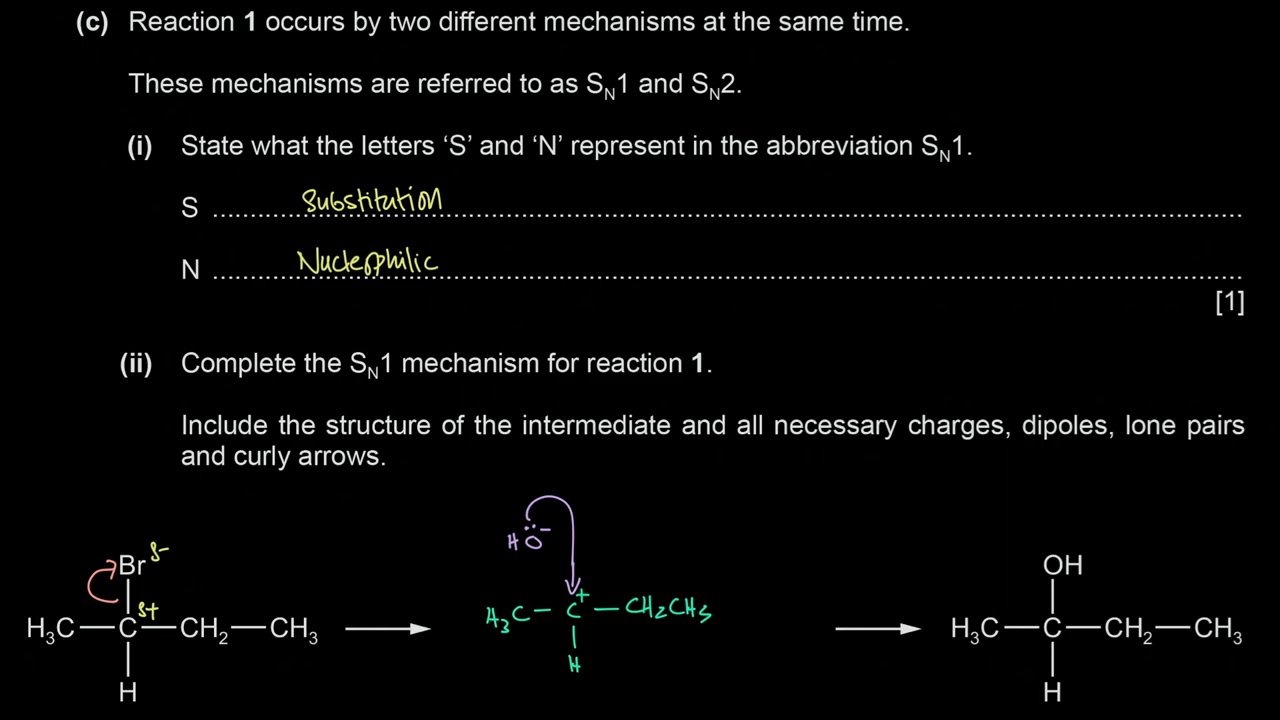 (c) Reaction 1 occurs by two different mechanisms at the same time.
These mechanisms are referred to as SN1 and SN2.
(i) State what the letters ‘S’ and ‘N’ represent in the abbreviation SN1.
S ........ Substitution ........
N ........ Nucleophilic ........
[1]
(ii) Complete the SN1 mechanism for reaction 1.
Include the structure of the intermediate and all necessary charges, dipoles, lone pairs
and curly arrows.
HO:−
Br δ−
OH
δ+
+
H3C—C—CH2—CH3
H3C—C—CH2CH3
H3C—C—CH2—CH3
H
H
H